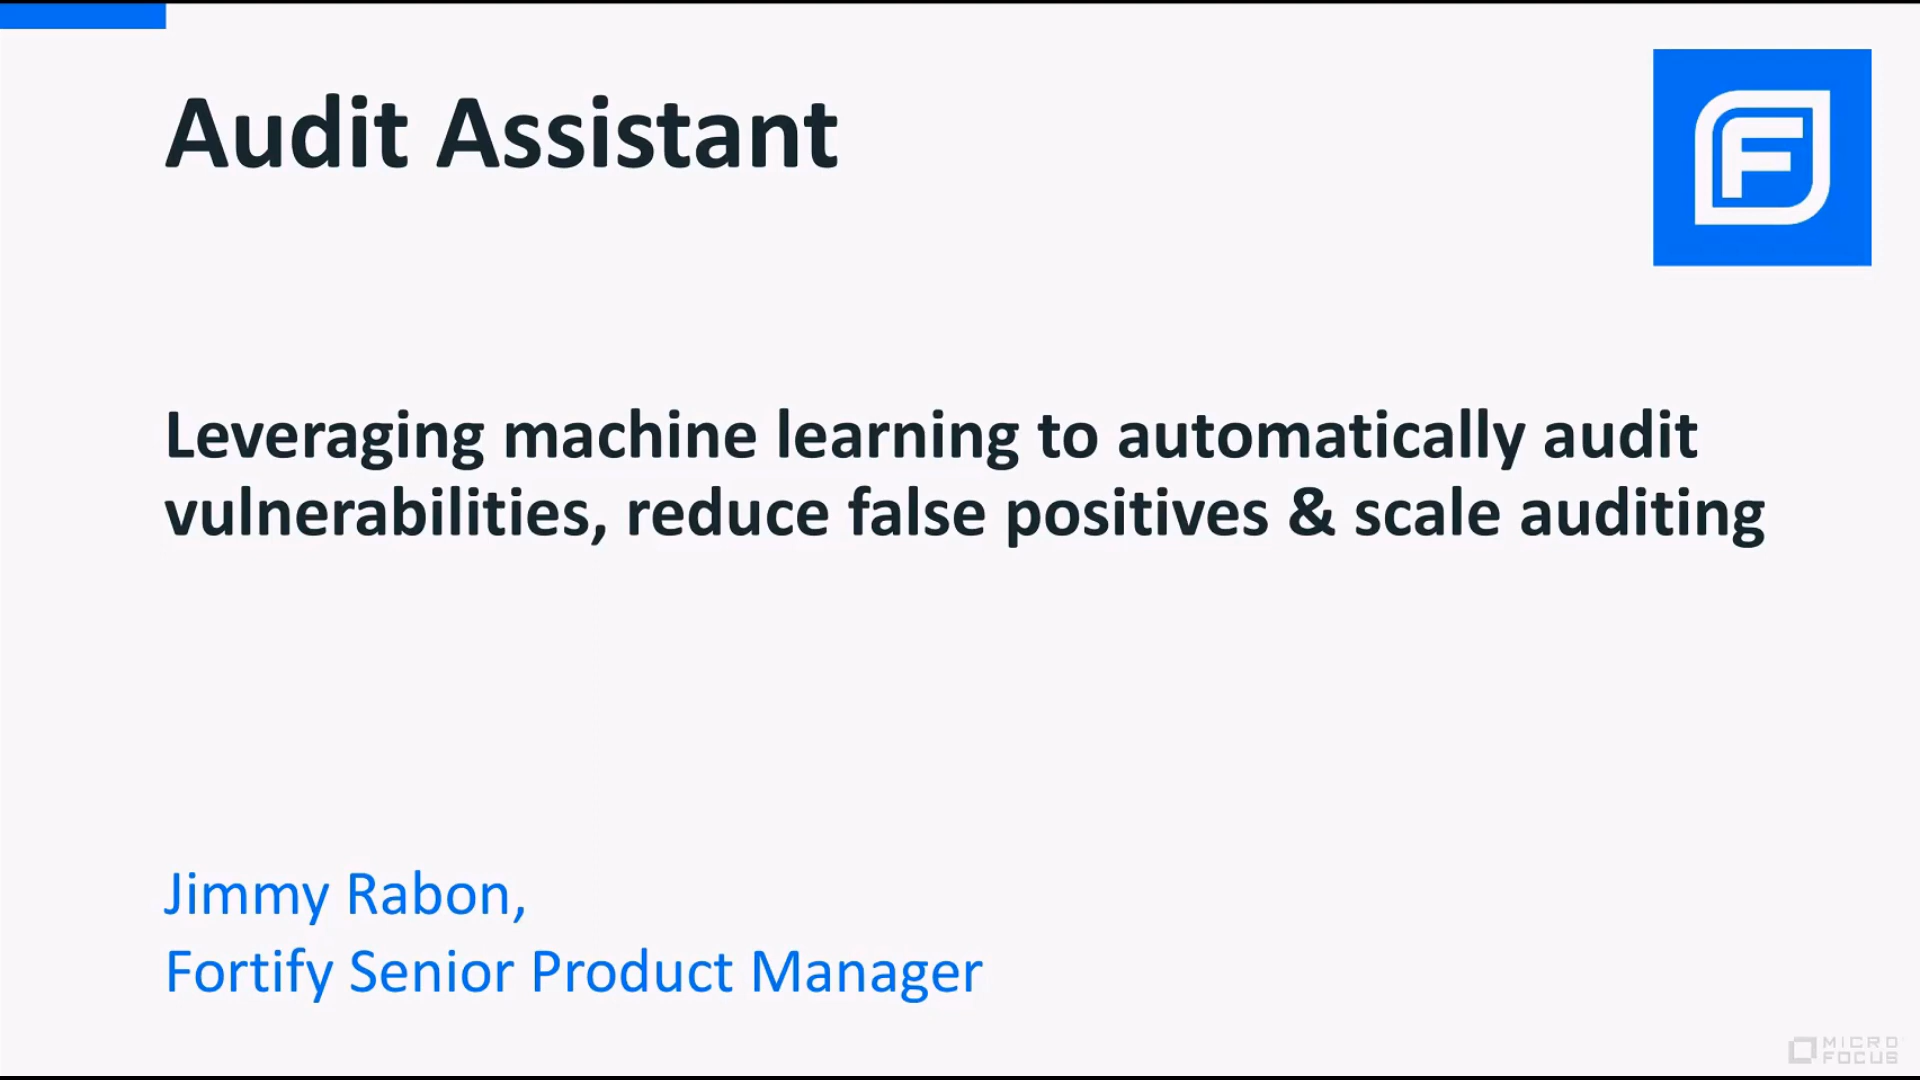 Audit Assistant
F
Leveraging machine learning to automatically audit
vulnerabilities, reduce false positives & scale auditing
Jimmy Rabon,
Fortify Senior Product Manager
MICRO
FOCUS